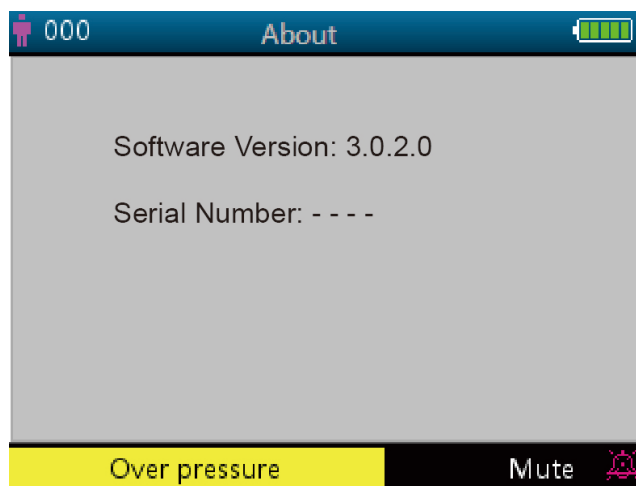 000 About
Software Version: 3.0.2.0
Serial Number: - - - -
Over pressure Mute